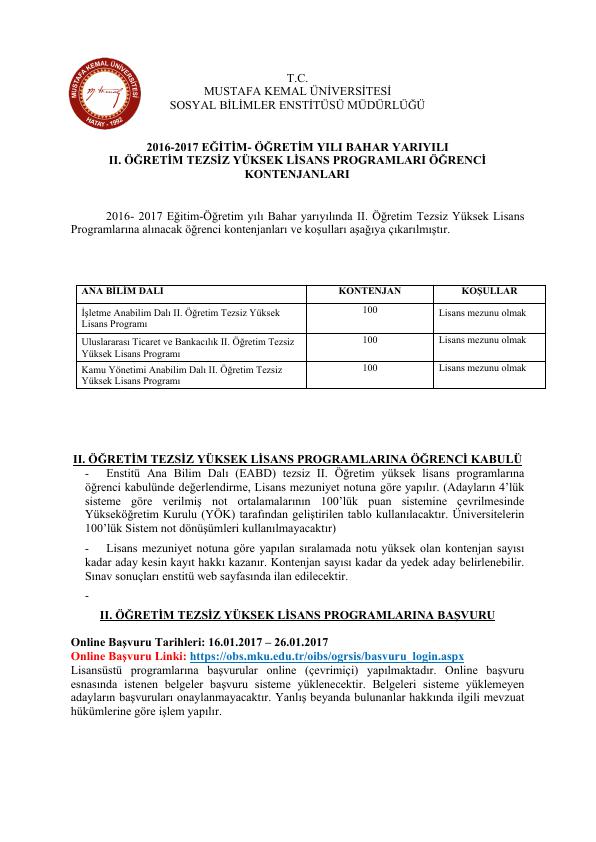 MUSTAFA KEMAL ÜNİVERSİTESİ
HATAY - 1992
T.C.
MUSTAFA KEMAL ÜNİVERSİTESİ
SOSYAL BİLİMLER ENSTİTÜSÜ MÜDÜRLÜĞÜ
2016-2017 EĞİTİM- ÖĞRETİM YILI BAHAR YARIYILI
II. ÖĞRETİM TEZSİZ YÜKSEK LİSANS PROGRAMLARI ÖĞRENCİ
KONTENJANLARI
2016- 2017 Eğitim-Öğretim yılı Bahar yarıyılında II. Öğretim Tezsiz Yüksek Lisans
Programlarına alınacak öğrenci kontenjanları ve koşulları aşağıya çıkarılmıştır.
ANA BİLİM DALI KONTENJAN KOŞULLAR
İşletme Anabilim Dalı II. Öğretim Tezsiz Yüksek
Lisans Programı
100
Lisans mezunu olmak
Uluslararası Ticaret ve Bankacılık II. Öğretim Tezsiz
Yüksek Lisans Programı
100
Lisans mezunu olmak
Kamu Yönetimi Anabilim Dalı II. Öğretim Tezsiz
Yüksek Lisans Programı
100
Lisans mezunu olmak
II. ÖĞRETİM TEZSİZ YÜKSEK LİSANS PROGRAMLARINA ÖĞRENCİ KABULÜ
- Enstitü Ana Bilim Dalı (EABD) tezsiz II. Öğretim yüksek lisans programlarına
öğrenci kabulünde değerlendirme, Lisans mezuniyet notuna göre yapılır. (Adayların 4’lük
sisteme göre verilmiş not ortalamalarının 100’lük puan sistemine çevrilmesinde
Yükseköğretim Kurulu (YÖK) tarafından geliştirilen tablo kullanılacaktır. Üniversitelerin
100’lük Sistem not dönüşümleri kullanılmayacaktır)
- Lisans mezuniyet notuna göre yapılan sıralamada notu yüksek olan kontenjan sayısı
kadar aday kesin kayıt hakkı kazanır. Kontenjan sayısı kadar da yedek aday belirlenebilir.
Sınav sonuçları enstitü web sayfasında ilan edilecektir.
-
II. ÖĞRETİM TEZSİZ YÜKSEK LİSANS PROGRAMLARINA BAŞVURU
Online Başvuru Tarihleri: 16.01.2017 – 26.01.2017
Online Başvuru Linki: https://obs.mku.edu.tr/oibs/ogrsis/basvuru_login.aspx
Lisansüstü programlarına başvurular online (çevrimiçi) yapılmaktadır. Online başvuru
esnasında istenen belgeler başvuru sisteme yüklenecektir. Belgeleri sisteme yüklemeyen
adayların başvuruları onaylanmayacaktır. Yanlış beyanda bulunanlar hakkında ilgili mevzuat
hükümlerine göre işlem yapılır.